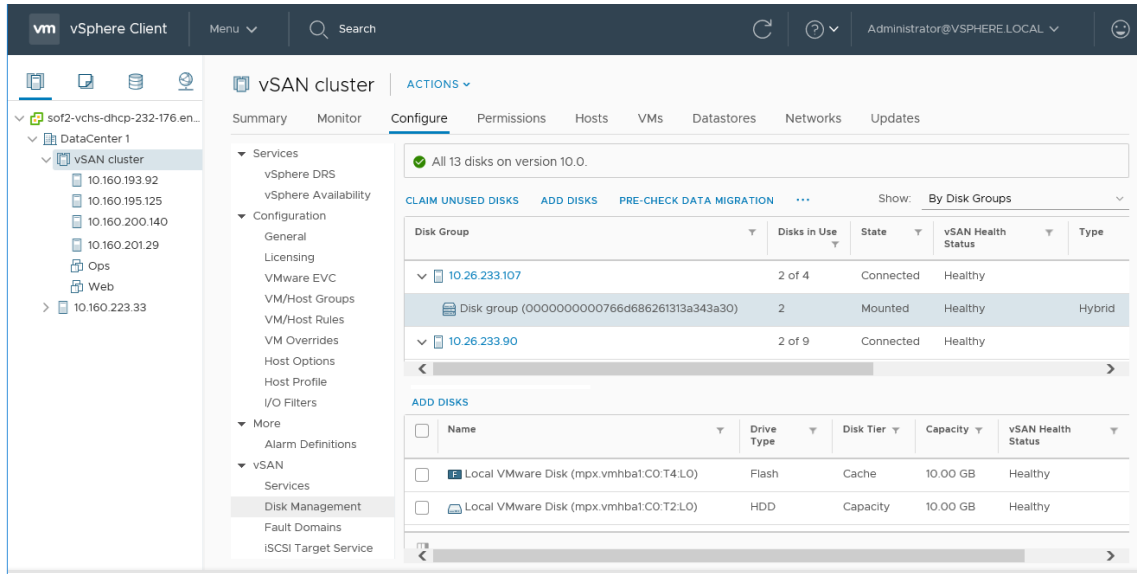 vm vSphere Client Menu Search Administrator@VSPHERE.LOCAL
sof2-vchs-dhcp-232-176.en...
DataCenter 1
vSAN cluster
10.160.193.92
10.160.195.125
10.160.200.140
10.160.201.29
Ops
Web
10.160.223.33
vSAN cluster ACTIONS
Summary Monitor Configure Permissions Hosts VMs Datastores Networks Updates
Services
vSphere DRS
vSphere Availability
Configuration
General
Licensing
VMware EVC
VM/Host Groups
VM/Host Rules
VM Overrides
Host Options
Host Profile
I/O Filters
More
Alarm Definitions
vSAN
Services
Disk Management
Fault Domains
iSCSI Target Service
All 13 disks on version 10.0.
CLAIM UNUSED DISKS ADD DISKS PRE-CHECK DATA MIGRATION ... Show: By Disk Groups
Disk Group Disks in Use State vSAN Health Status Type
10.26.233.107 2 of 4 Connected Healthy
Disk group (0000000000766d686261313a343a30) 2 Mounted Healthy Hybrid
10.26.233.90 2 of 9 Connected Healthy
ADD DISKS
Name Drive Type Disk Tier Capacity vSAN Health Status
F Local VMware Disk (mpx.vmhba1:C0:T4:L0) Flash Cache 10.00 GB Healthy
Local VMware Disk (mpx.vmhba1:C0:T2:L0) HDD Capacity 10.00 GB Healthy